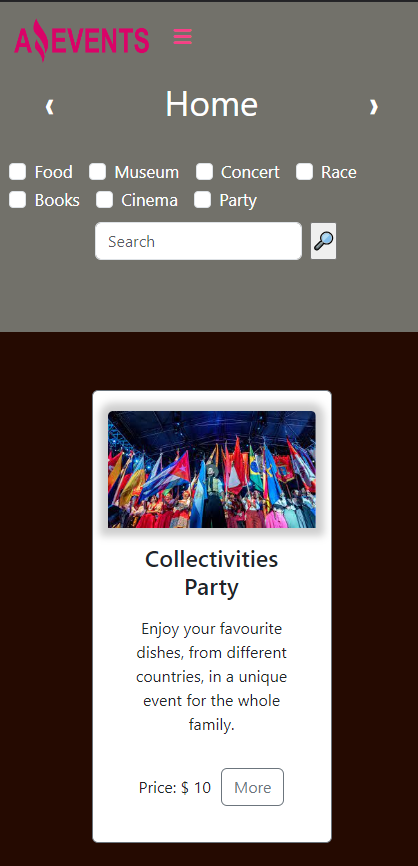 A EVENTS
‹ Home ›
Food Museum Concert Race
Books Cinema Party
Search
Collectivities
Party
Enjoy your favourite
dishes, from different
countries, in a unique
event for the whole
family.
Price: $ 10 More